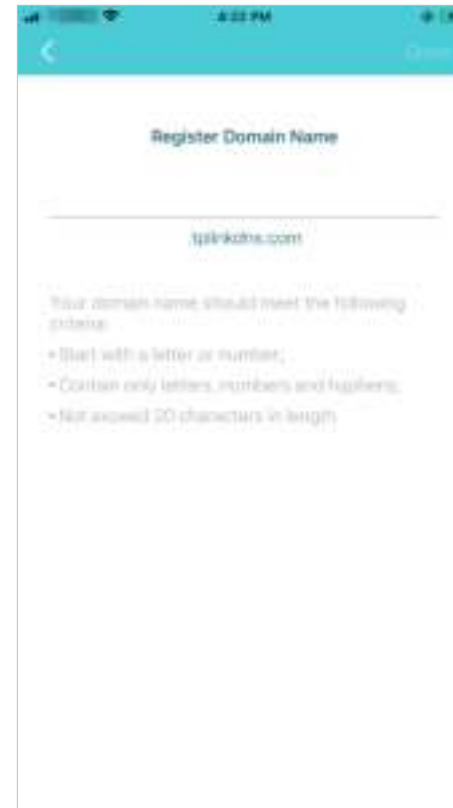 4:22 PM
Register Domain Name
tplinkdns.com
Your domain name should meet the following
criteria:
• Start with a letter or number;
• Contain only letters, numbers and hyphens;
• Not exceed 20 characters in length.